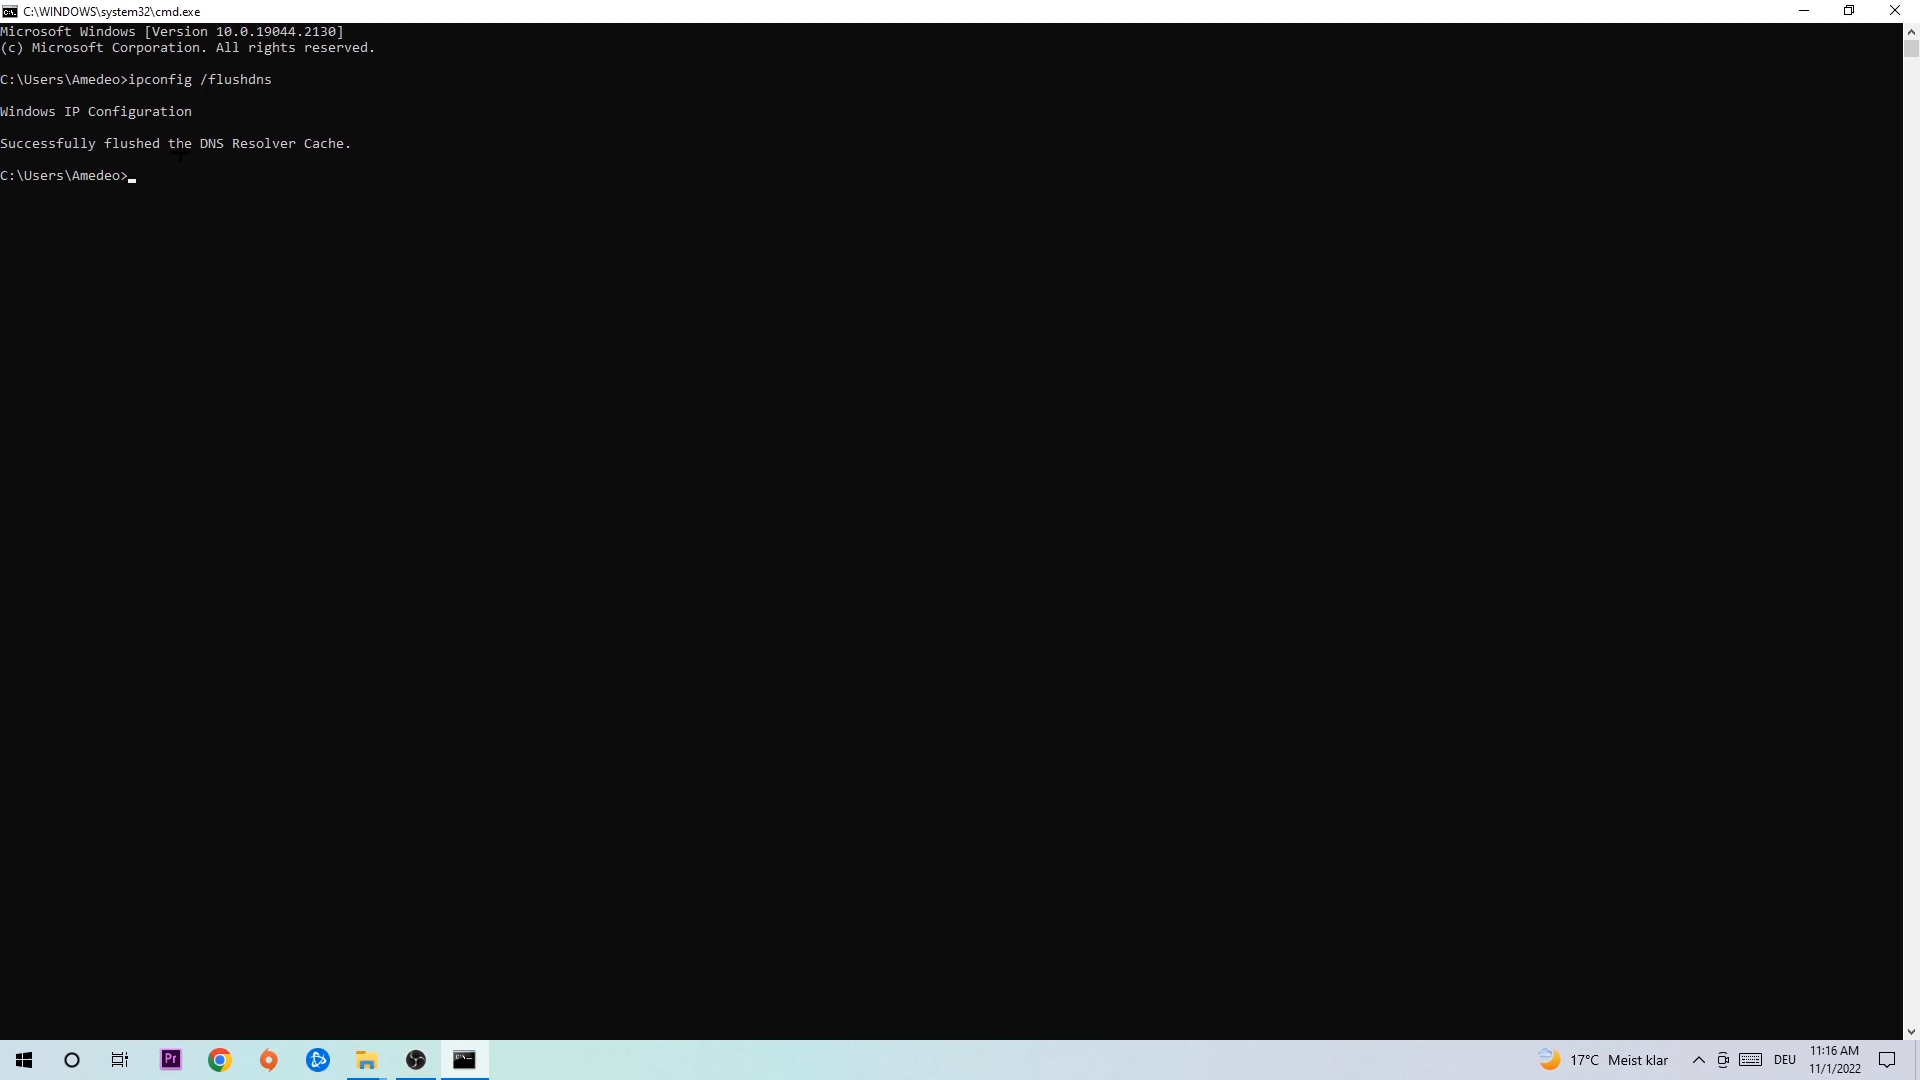 C:\WINDOWS\system32\cmd.exe
Microsoft Windows [Version 10.0.19044.2130]
(c) Microsoft Corporation. All rights reserved.
C:\Users\Amedeo>ipconfig /flushdns
Windows IP Configuration
Successfully flushed the DNS Resolver Cache.
C:\Users\Amedeo>
Pr
17°C Meist klar
DEU
11:16 AM
11/1/2022